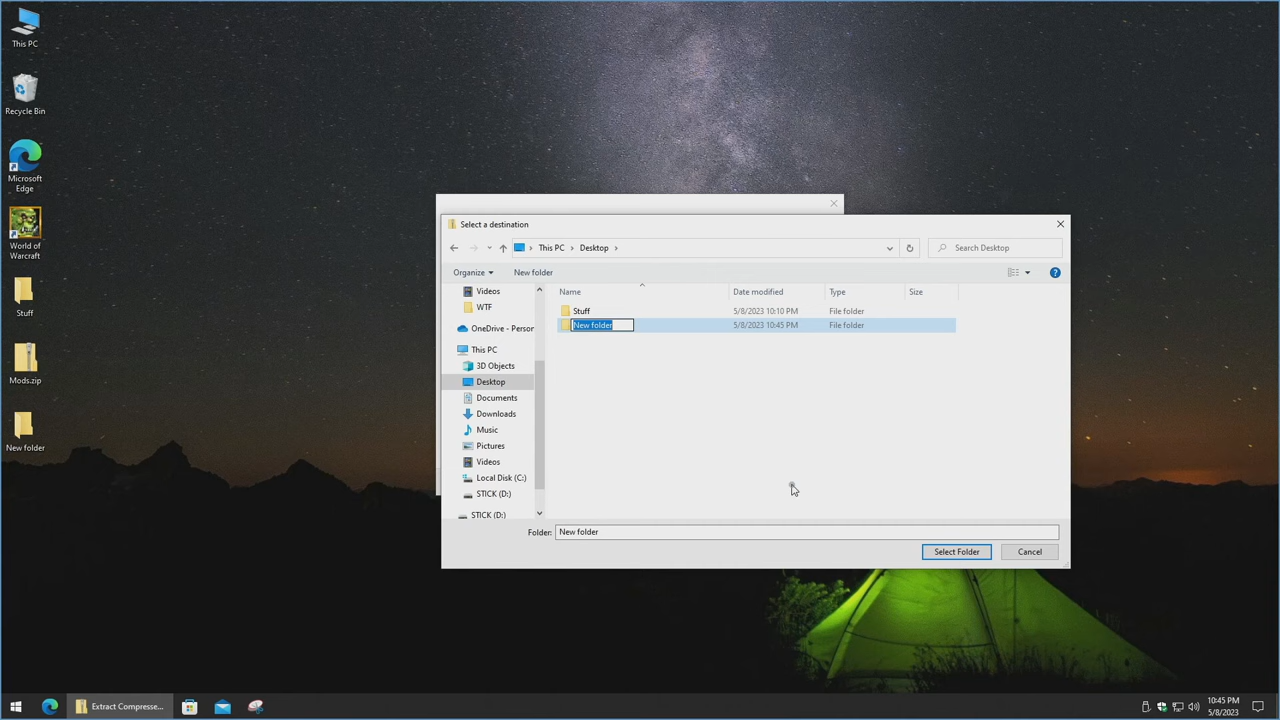 This PC
Recycle Bin
Microsoft
Edge
World of
Warcraft
Stuff
Mods.zip
New folder
Select a destination
This PC
Desktop
Search Desktop
Organize
New folder
Name
Date modified
Type
Size
Videos
WTF
OneDrive - Person
This PC
3D Objects
Desktop
Documents
Downloads
Music
Pictures
Videos
Local Disk (C:)
STICK (D:)
STICK (D:)
Stuff
5/8/2023 10:10 PM
File folder
New folder
5/8/2023 10:45 PM
File folder
Folder:
New folder
Select Folder
Cancel
Extract Compresse...
10:45 PM
5/8/2023